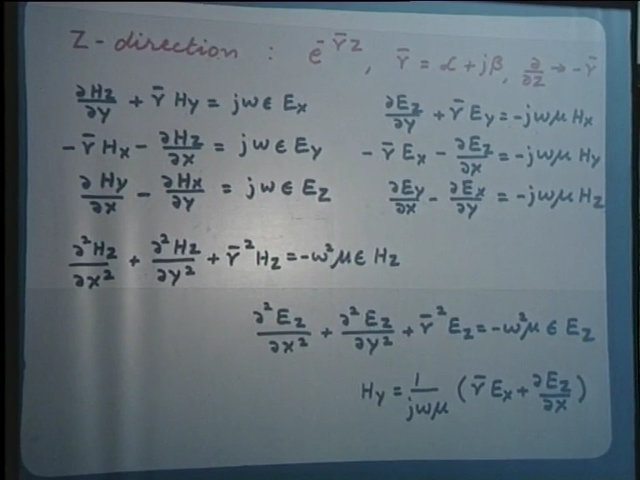 Z-direction : e^{-γ̄z}, γ̄ = α + jβ, ∂/∂z → -γ̄
∂Hz/∂y + γ̄ Hy = jωϵ Ex
∂Ez/∂y + γ̄ Ey = -jωμ Hx
-γ̄ Hx - ∂Hz/∂x = jωϵ Ey
-γ̄ Ex - ∂Ez/∂x = -jωμ Hy
∂Hy/∂x - ∂Hx/∂y = jωϵ Ez
∂Ey/∂x - ∂Ex/∂y = -jωμ Hz
∂²Hz/∂x² + ∂²Hz/∂y² + γ̄² Hz = -ω²μϵ Hz
∂²Ez/∂x² + ∂²Ez/∂y² + γ̄² Ez = -ω²μϵ Ez
Hy = 1/jωμ (γ̄ Ex + ∂Ez/∂x)